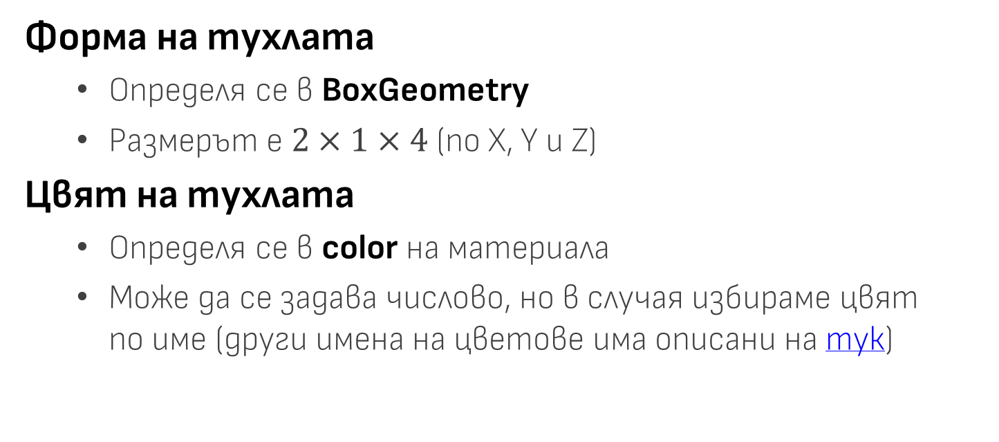 Форма на тухлата
• Определя се в BoxGeometry
• Размерът е 2 × 1 × 4 (по X, Y и Z)
Цвят на тухлата
• Определя се в color на материала
• Може да се задава числово, но в случая избираме цвят
по име (други имена на цветове има описани на тук)